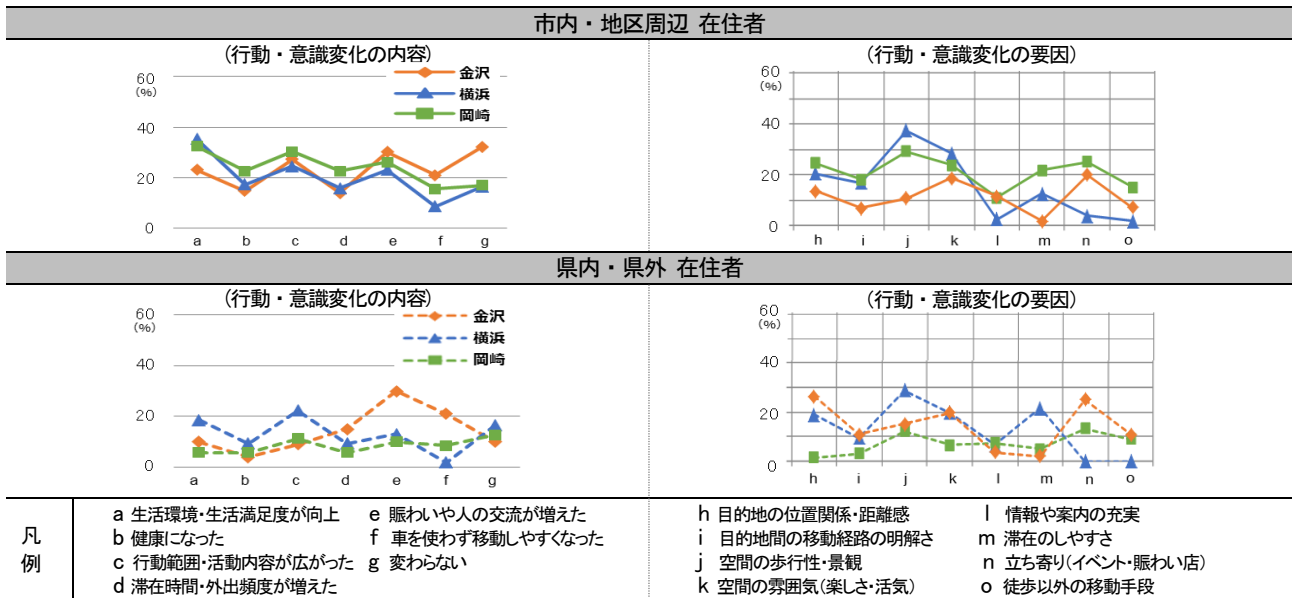 市内・地区周辺 在住者
(行動・意識変化の内容)
60
(%)
40
20
0
金沢
横浜
岡崎
a b c d e f g
(行動・意識変化の要因)
60
(%)
40
20
0
h i j k l m n o
県内・県外 在住者
(行動・意識変化の内容)
60
(%)
40
20
0
金沢
横浜
岡崎
a b c d e f g
(行動・意識変化の要因)
60
(%)
40
20
0
h i j k l m n o
凡例
a 生活環境・生活満足度が向上
b 健康になった
c 行動範囲・活動内容が広がった
d 滞在時間・外出頻度が増えた
e 賑わいや人の交流が増えた
f 車を使わず移動しやすくなった
g 変わらない
h 目的地の位置関係・距離感
i 目的地間の移動経路の明解さ
j 空間の歩行性・景観
k 空間の雰囲気(楽しさ・活気)
l 情報や案内の充実
m 滞在のしやすさ
n 立ち寄り(イベント・賑わい店)
o 徒歩以外の移動手段